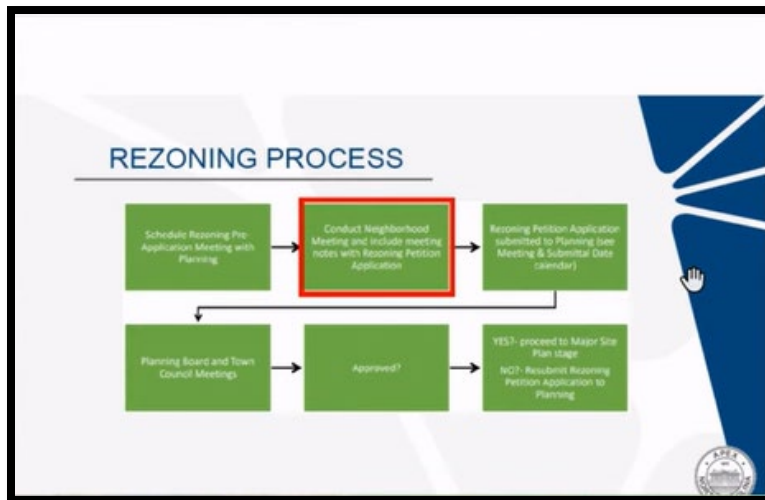 REZONING PROCESS
Schedule Rezoning Pre-
Application Meeting with
Planning
Conduct Neighborhood
Meeting and include meeting
notes with Rezoning Petition
Application
Rezoning Petition Application
submitted to Planning (see
Meeting & Submittal Date
calendar)
Planning Board and Town
Council Meetings
Approved?
YES?- proceed to Major Site
Plan stage
NO?- Resubmit Rezoning
Petition Application to
Planning
APEX